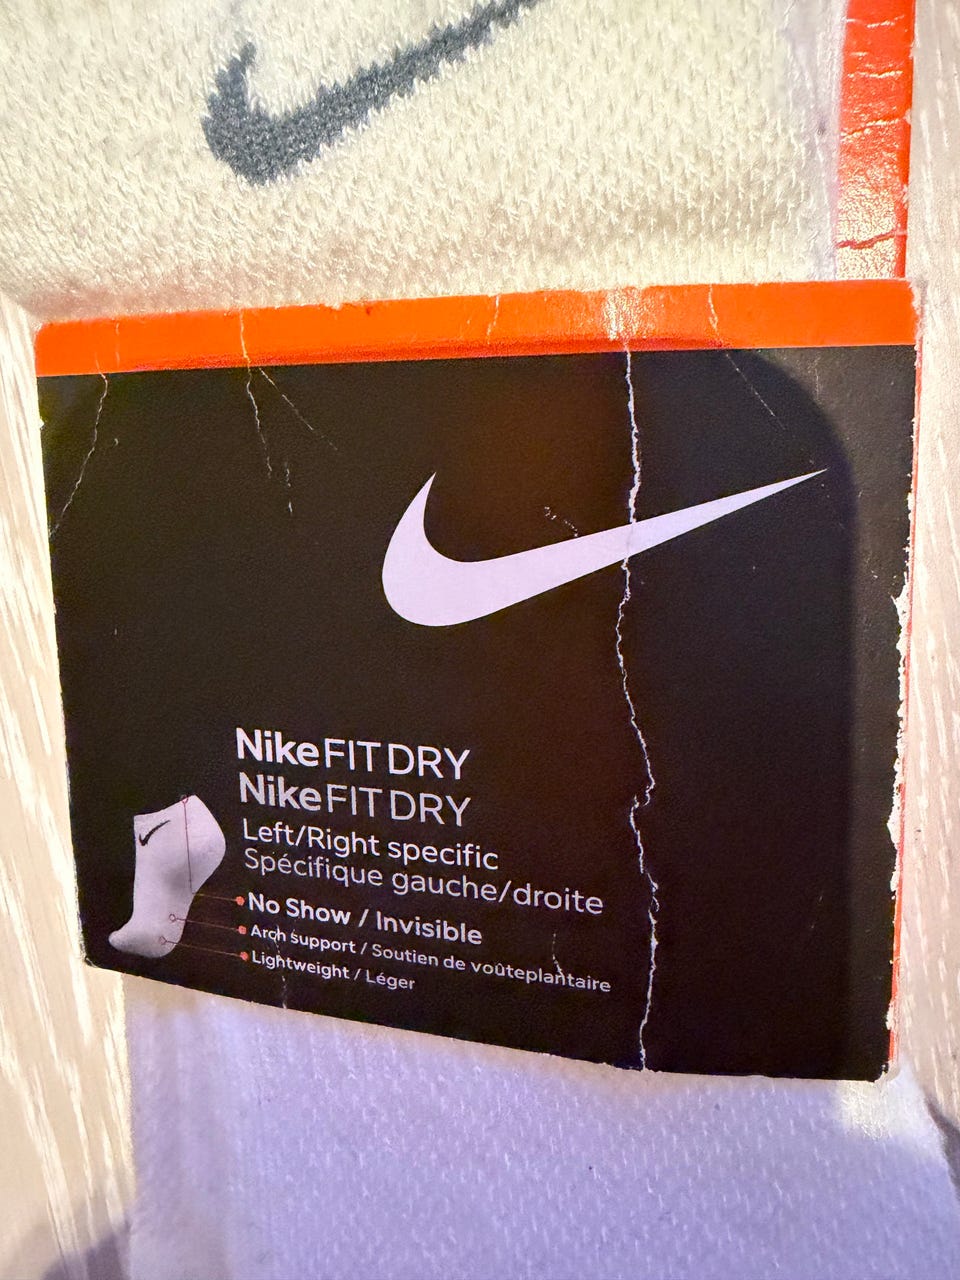 NikeFIT DRY
NikeFIT DRY
Left/Right specific
Spécifique gauche/droite
No Show / Invisible
Arch support / Soutien de voûteplantaire
Lightweight / Léger